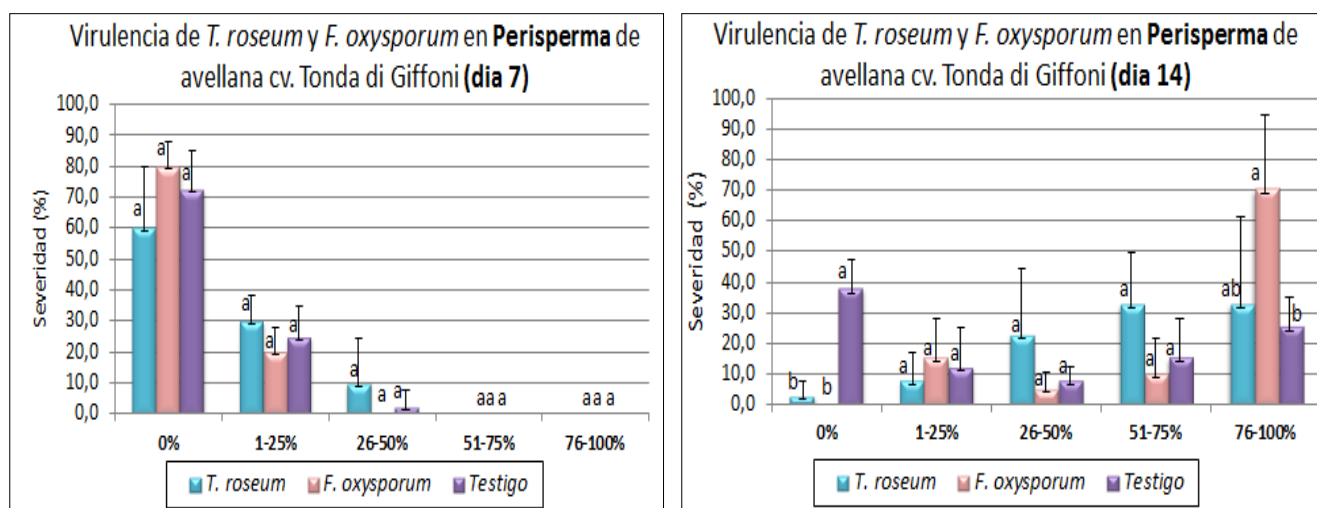 Virulencia de T. roseum y F. oxysporum en Perisperma de
avellana cv. Tonda di Giffoni (dia 7)
Severidad (%)
100,0
90,0
80,0
70,0
60,0
50,0
40,0
30,0
20,0
10,0
0,0
a
a
a
a
a
a
a
a
a
aa a
aa a
0%
1-25%
26-50%
51-75%
76-100%
T. roseum
F. oxysporum
Testigo
Virulencia de T. roseum y F. oxysporum en Perisperma de
avellana cv. Tonda di Giffoni (dia 14)
Severidad (%)
100,0
90,0
80,0
70,0
60,0
50,0
40,0
30,0
20,0
10,0
0,0
b
b
a
a
a
a
a
a
a
a
a
a
ab
a
b
0%
1-25%
26-50%
51-75%
76-100%
T. roseum
F. oxysporum
Testigo